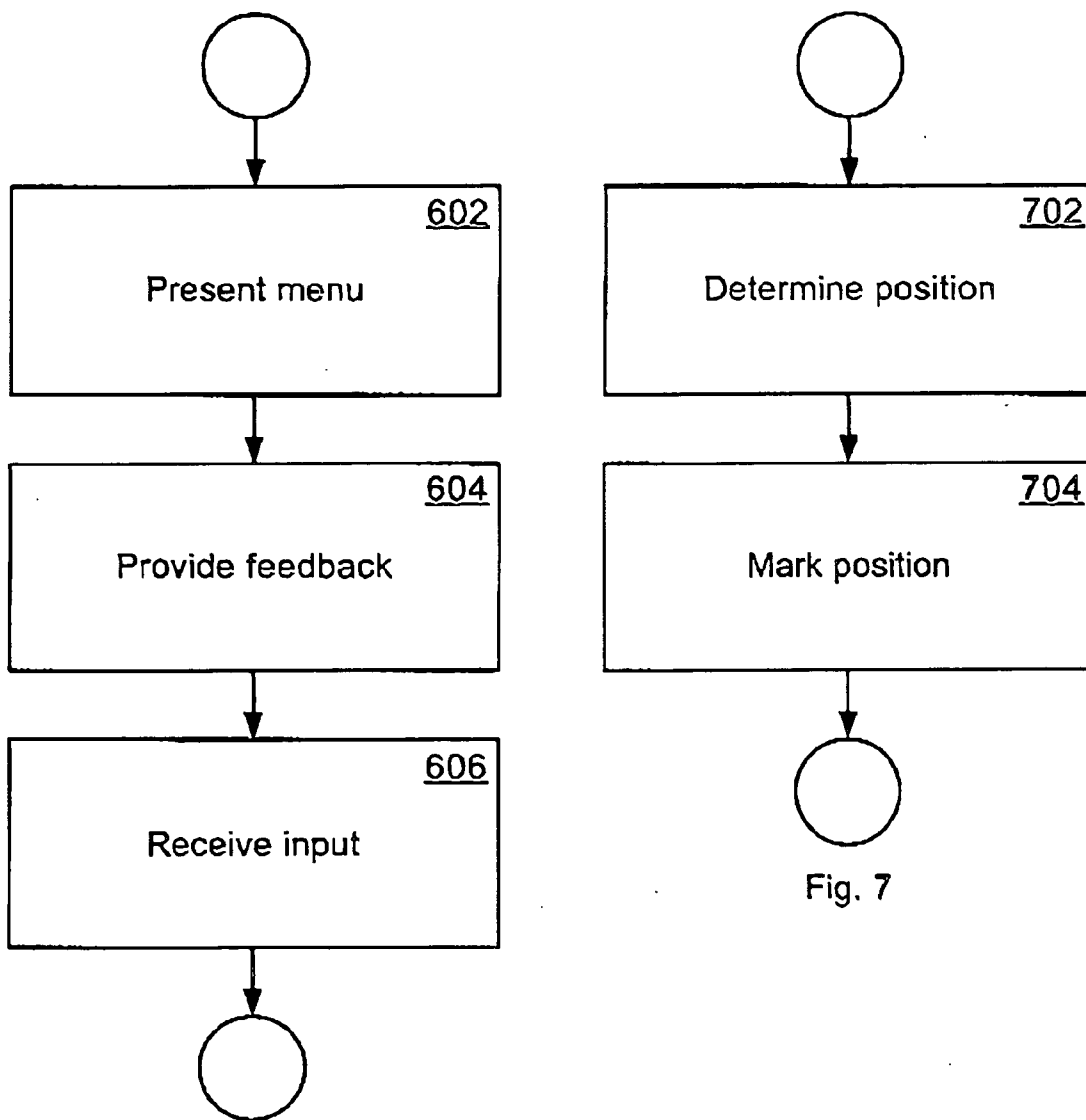 602
Present menu
604
Provide feedback
606
Receive input
702
Determine position
704
Mark position
Fig. 7